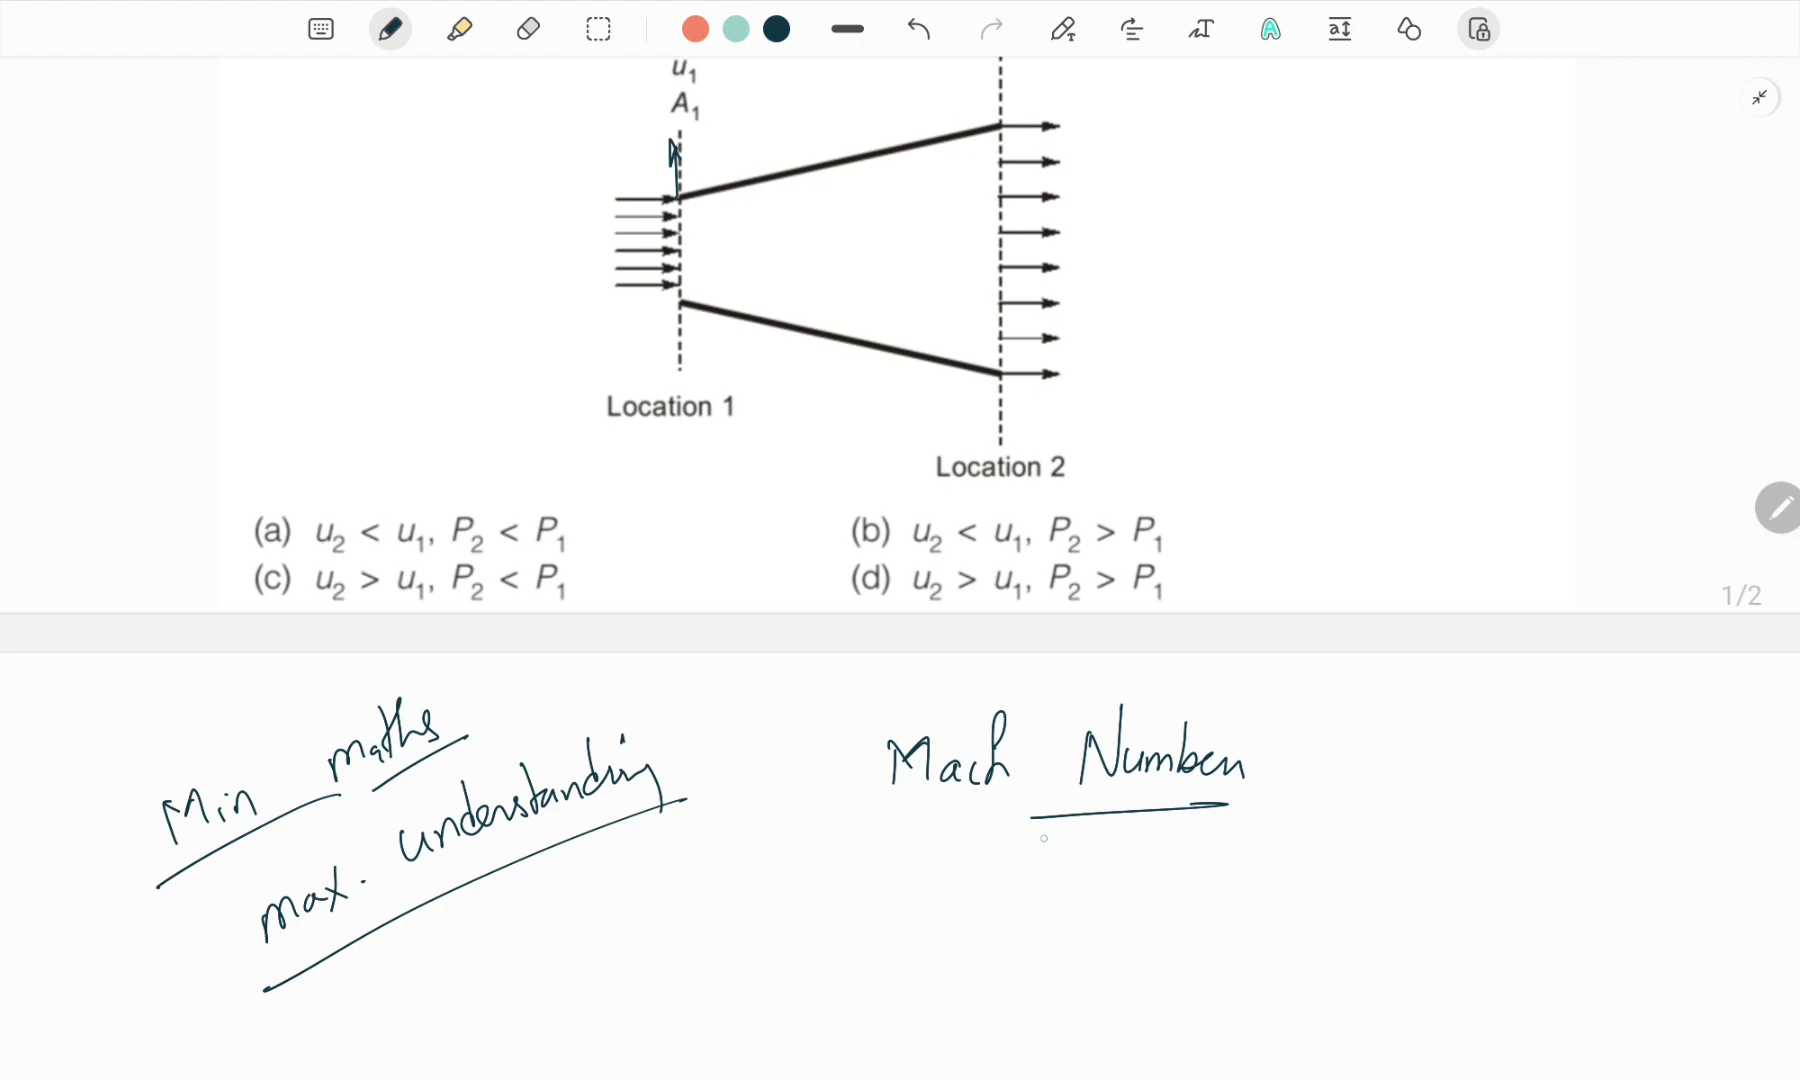 u₁
A₁
Location 1
Location 2
(a) u₂ < u₁, P₂ < P₁
(b) u₂ < u₁, P₂ > P₁
(c) u₂ > u₁, P₂ < P₁
(d) u₂ > u₁, P₂ > P₁
1/2
Min maths
max. understanding
Mach Number